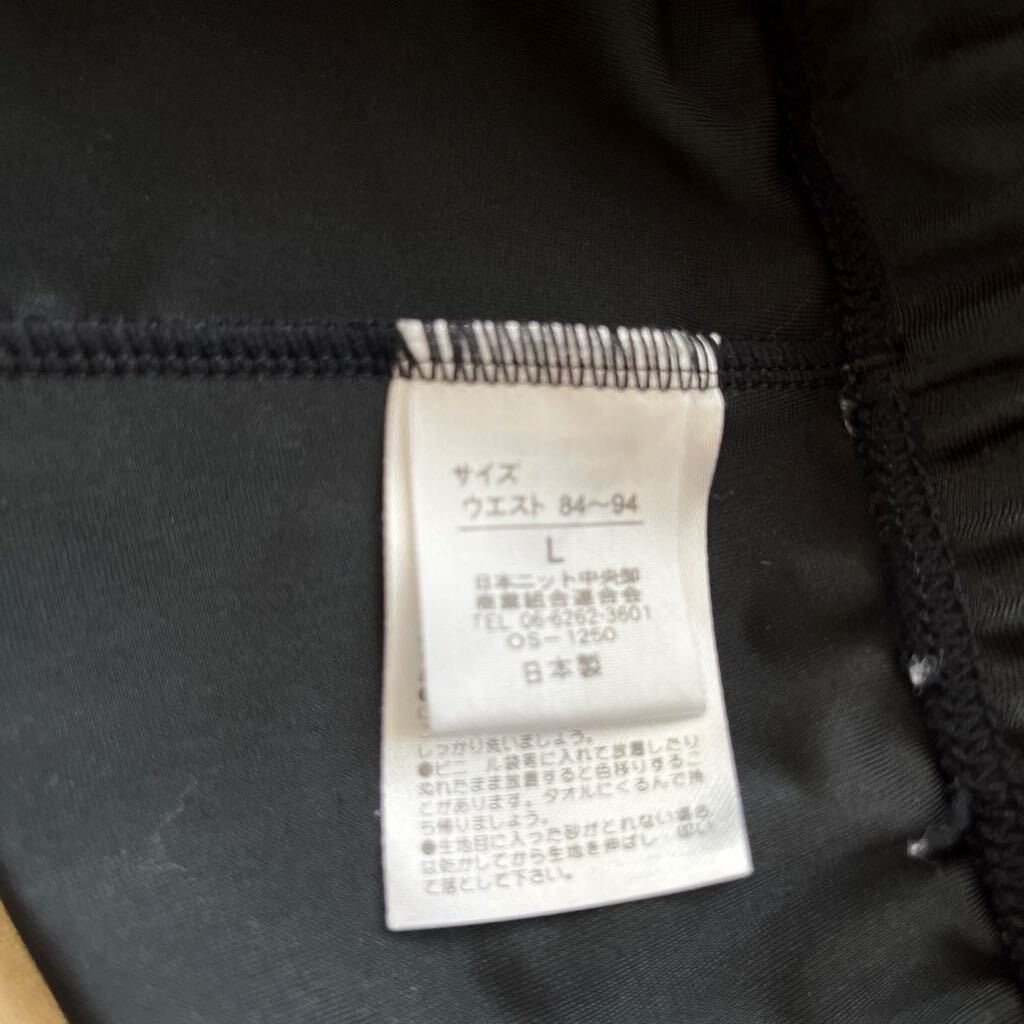 サイズ
ウエスト 84～94
L
日本ニット中央卸
商業組合連合会
TEL 06-6262-3601
OS-1250
日本製
しっかり洗いましょう。
●ビニール袋等に入れて放置したり
ぬれたまま放置すると色移りするこ
とがあります。タオルにくるんで持
ち帰りましょう。
●生地目に入った砂がとれない場合
は乾かしてから生地を伸ばし
て落として下さい。